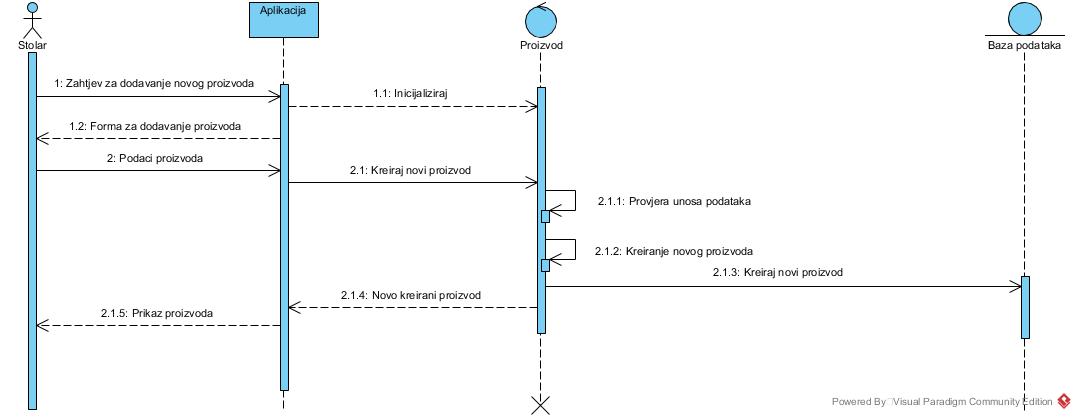 Stolar
Aplikacija
Proizvod
Baza podataka
1: Zahtjev za dodavanje novog proizvoda
1.1: Inicijaliziraj
1.2: Forma za dodavanje proizvoda
2: Podaci proizvoda
2.1: Kreiraj novi proizvod
2.1.1: Provjera unosa podataka
2.1.2: Kreiranje novog proizvoda
2.1.3: Kreiraj novi proizvod
2.1.4: Novo kreirani proizvod
2.1.5: Prikaz proizvoda
Powered By Visual Paradigm Community Edition